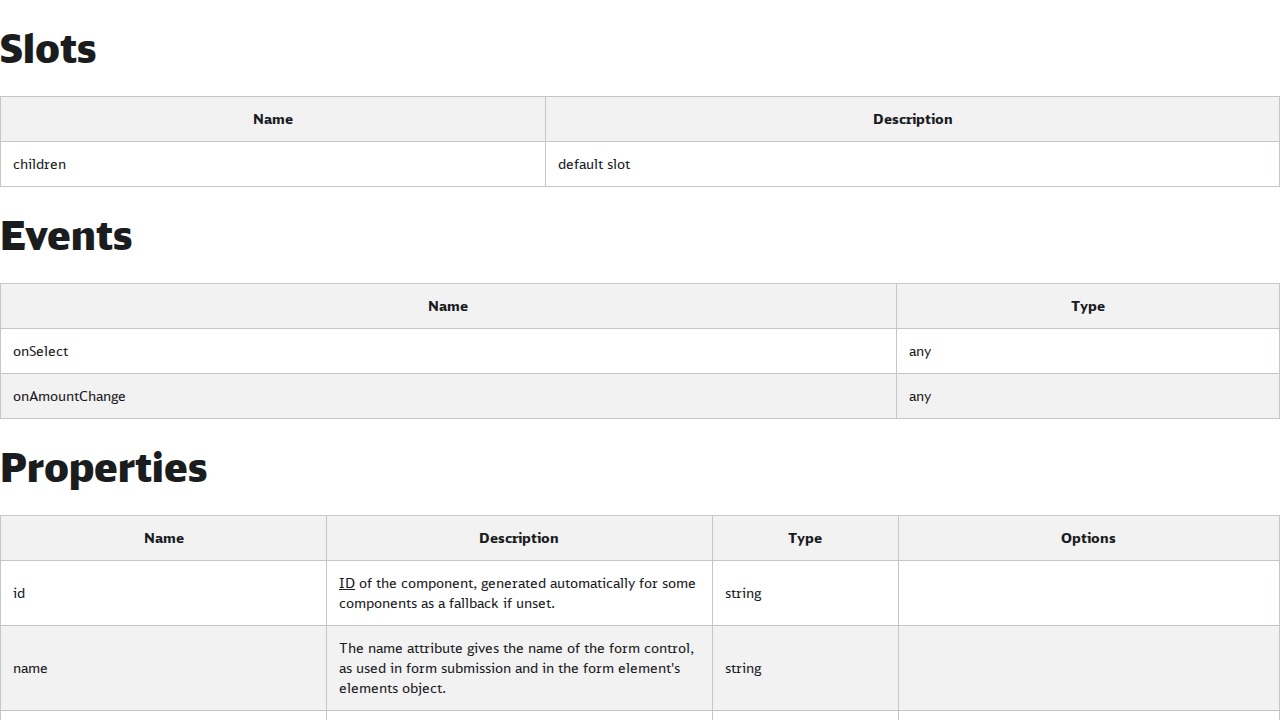 Slots
Name Description
children default slot
Events
Name Type
onSelect any
onAmountChange any
Properties
Name Description Type Options
id ID of the component, generated automatically for some components as a fallback if unset. string
name The name attribute gives the name of the form control, as used in form submission and in the form element's elements object. string